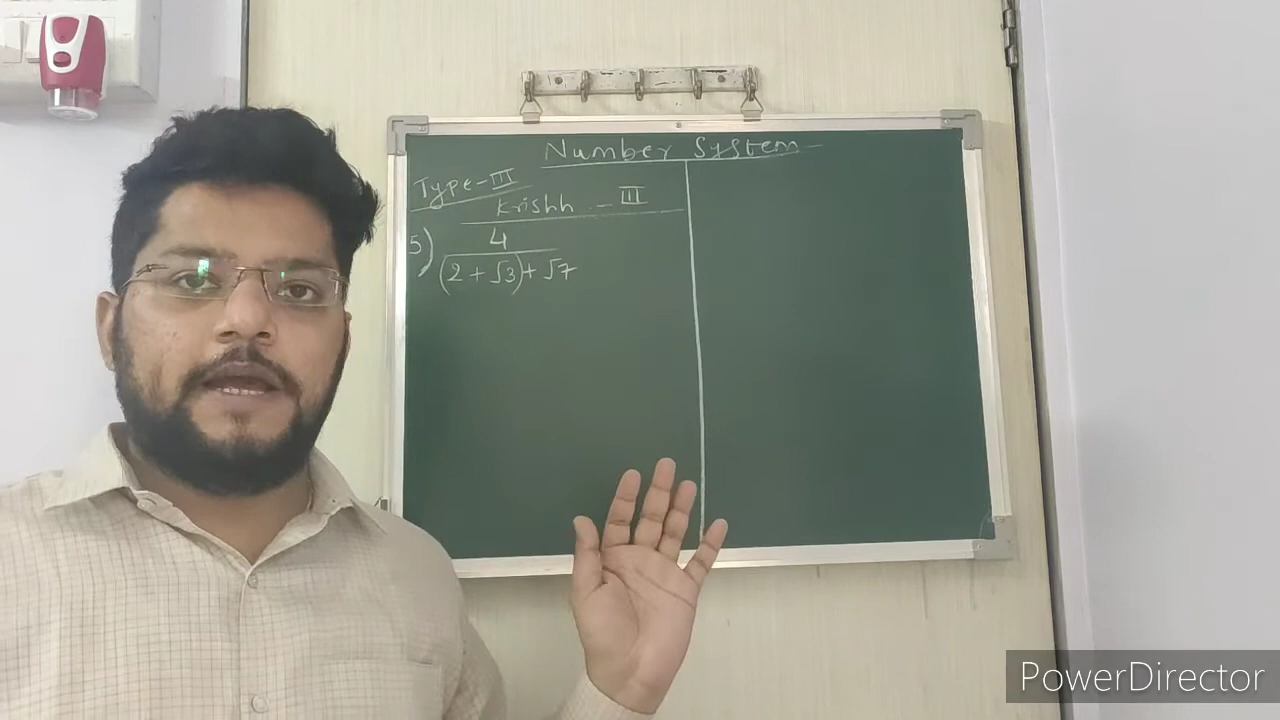 Number System
Type-III
Krishh - III
5) 4
(2 + √3) + √7
PowerDirector